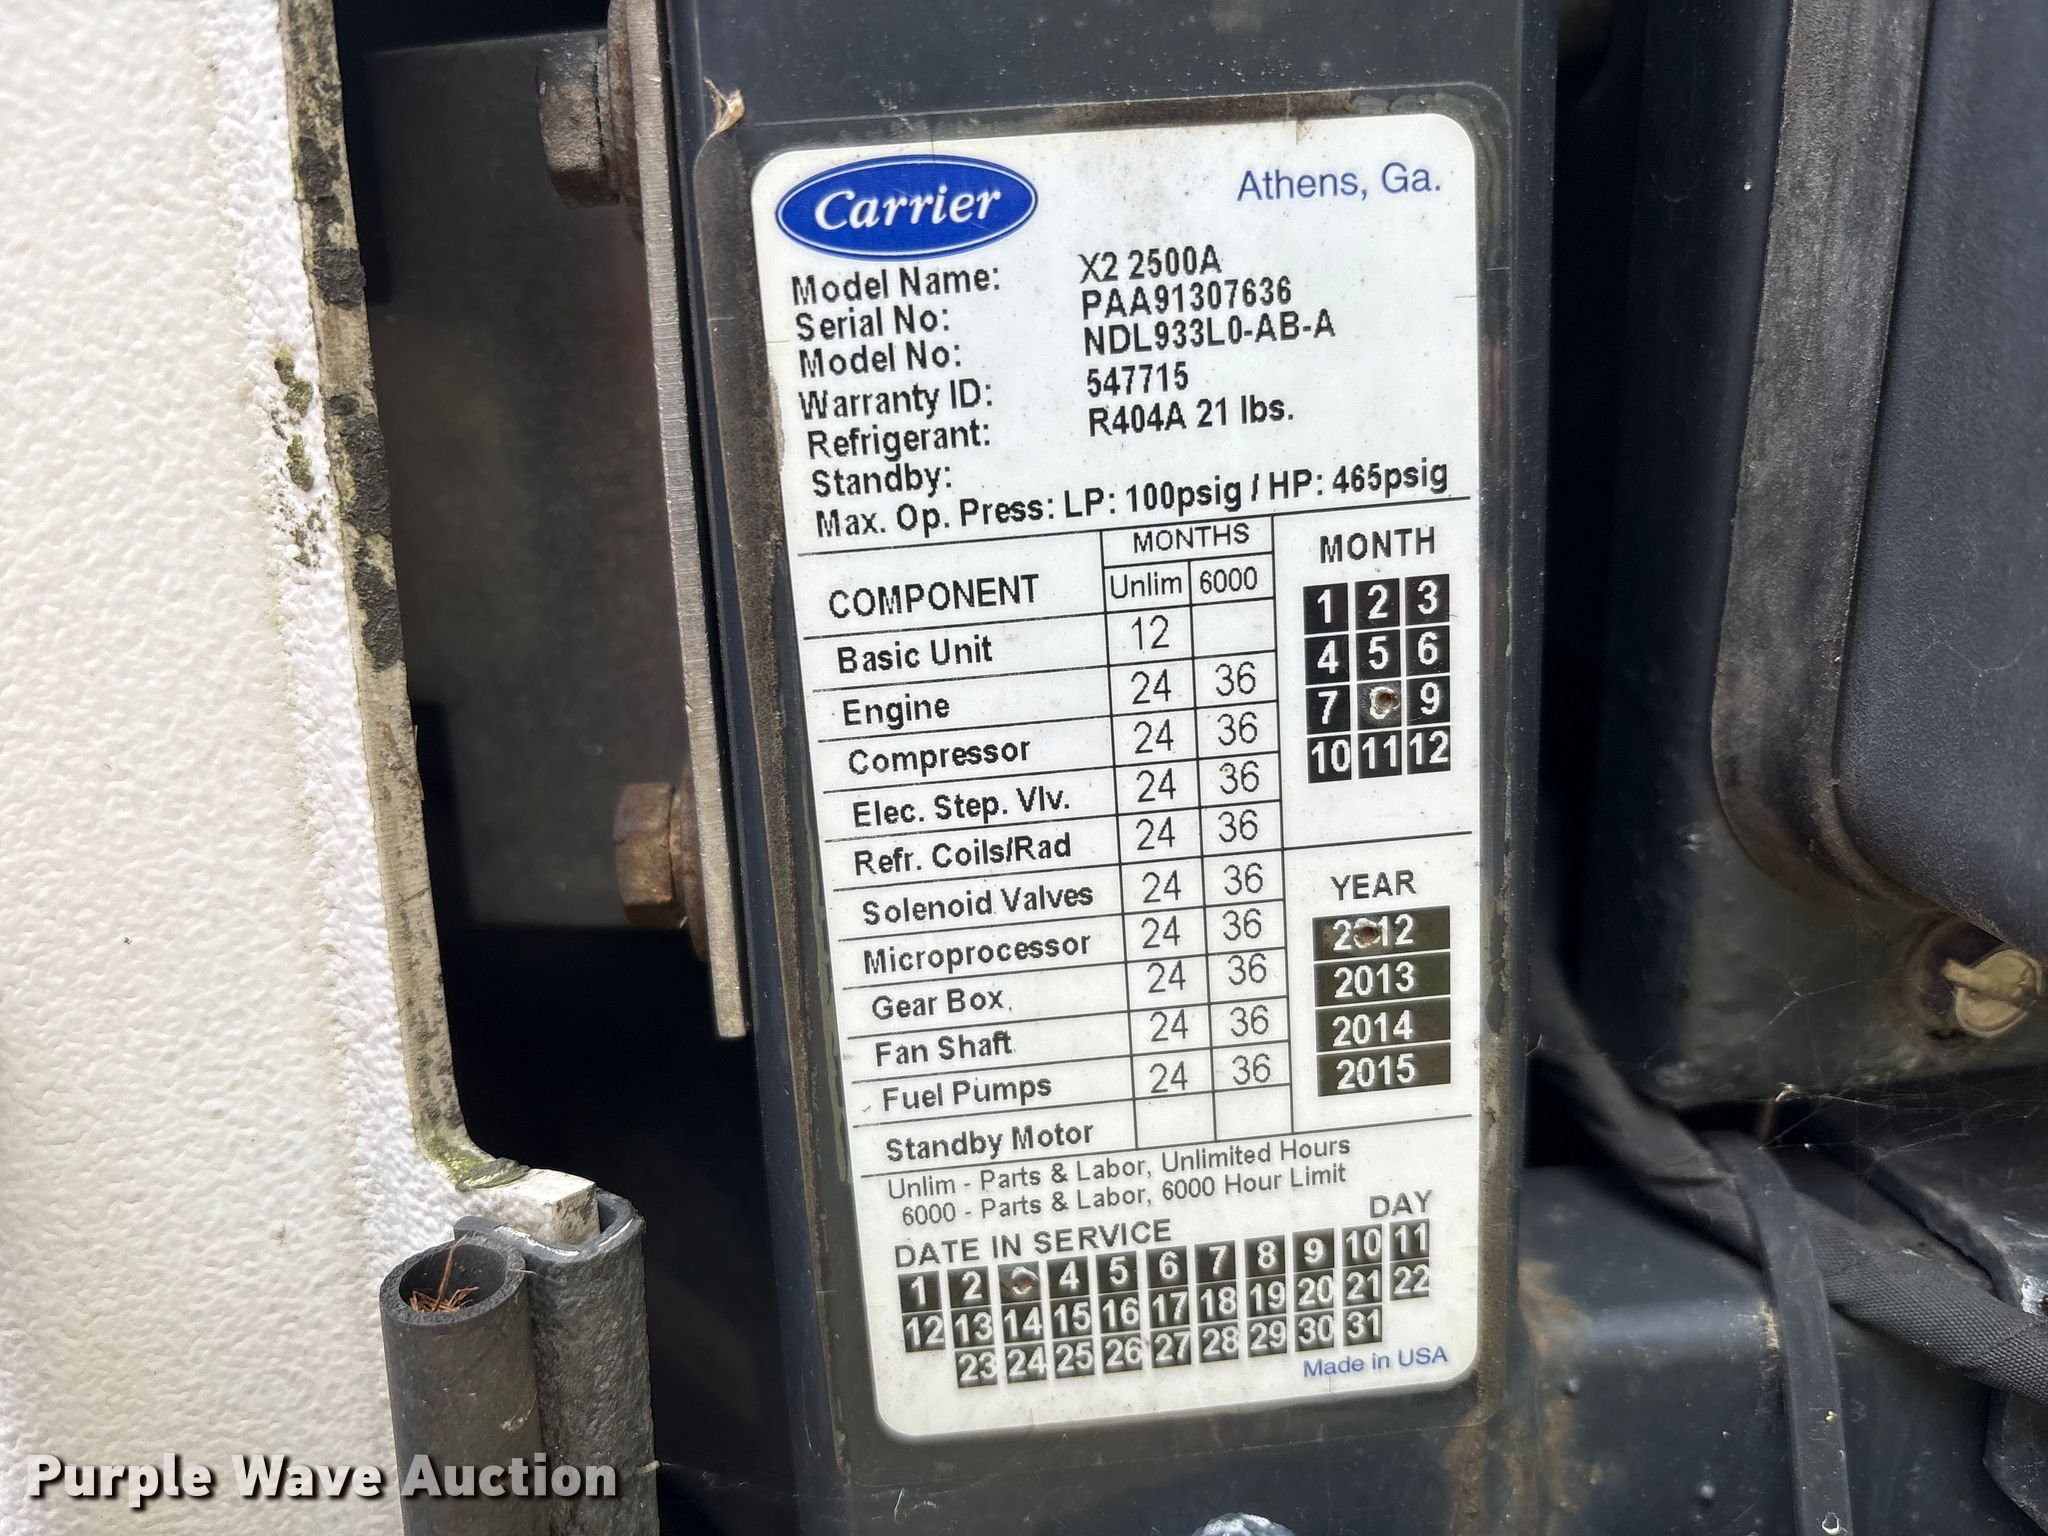 Carrier
Athens, Ga.
Model Name: X2 2500A
Serial No: PAA91307636
Model No: NDL933L0-AB-A
Warranty ID: 547715
Refrigerant: R404A 21 lbs.
Standby:
Max. Op. Press: LP: 100psig / HP: 465psig
COMPONENT MONTHS
Unlim 6000
Basic Unit 12
Engine 24 36
Compressor 24 36
Elec. Step. Vlv. 24 36
Refr. Coils/Rad 24 36
Solenoid Valves 24 36
Microprocessor 24 36
Gear Box 24 36
Fan Shaft 24 36
Fuel Pumps 24 36
Standby Motor
MONTH
1 2 3
4 5 6
7 9
10 11 12
YEAR
2012
2013
2014
2015
Unlim - Parts & Labor, Unlimited Hours
6000 - Parts & Labor, 6000 Hour Limit
DATE IN SERVICE DAY
1 2 4 5 6 7 8 9 10 11
12 13 14 15 16 17 18 19 20 21 22
23 24 25 26 27 28 29 30 31
Made in USA
Purple Wave Auction